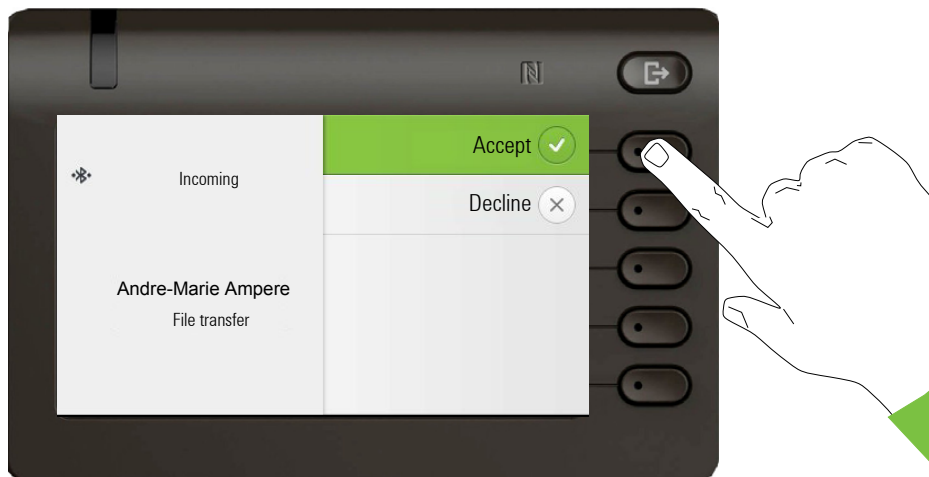 Accept
Decline
Incoming
Andre-Marie Ampere
File transfer